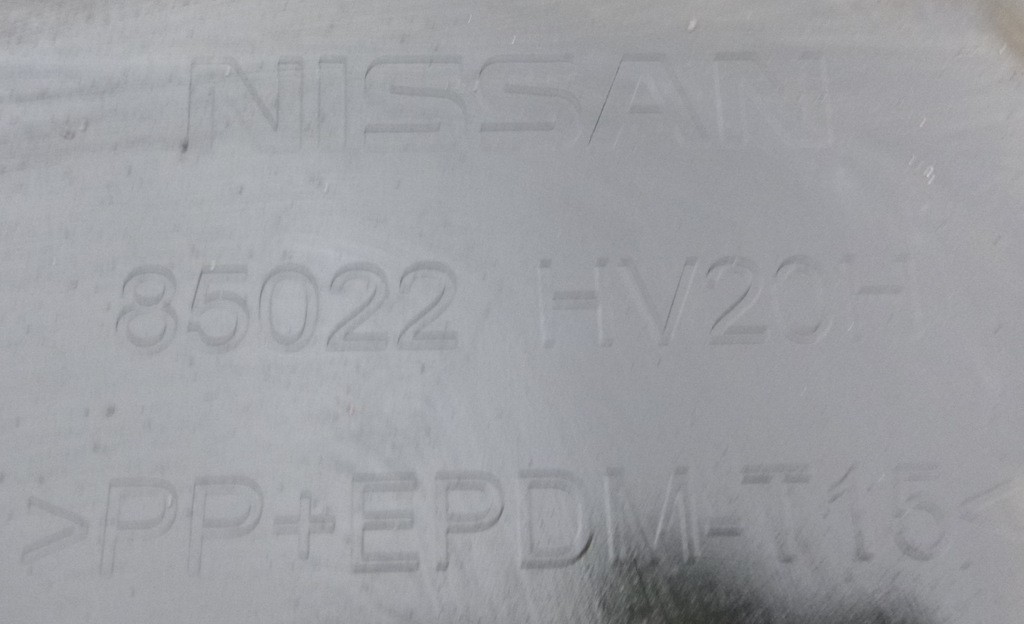 NISSAN
85022 HV20H
>PP+EPDM-T15<